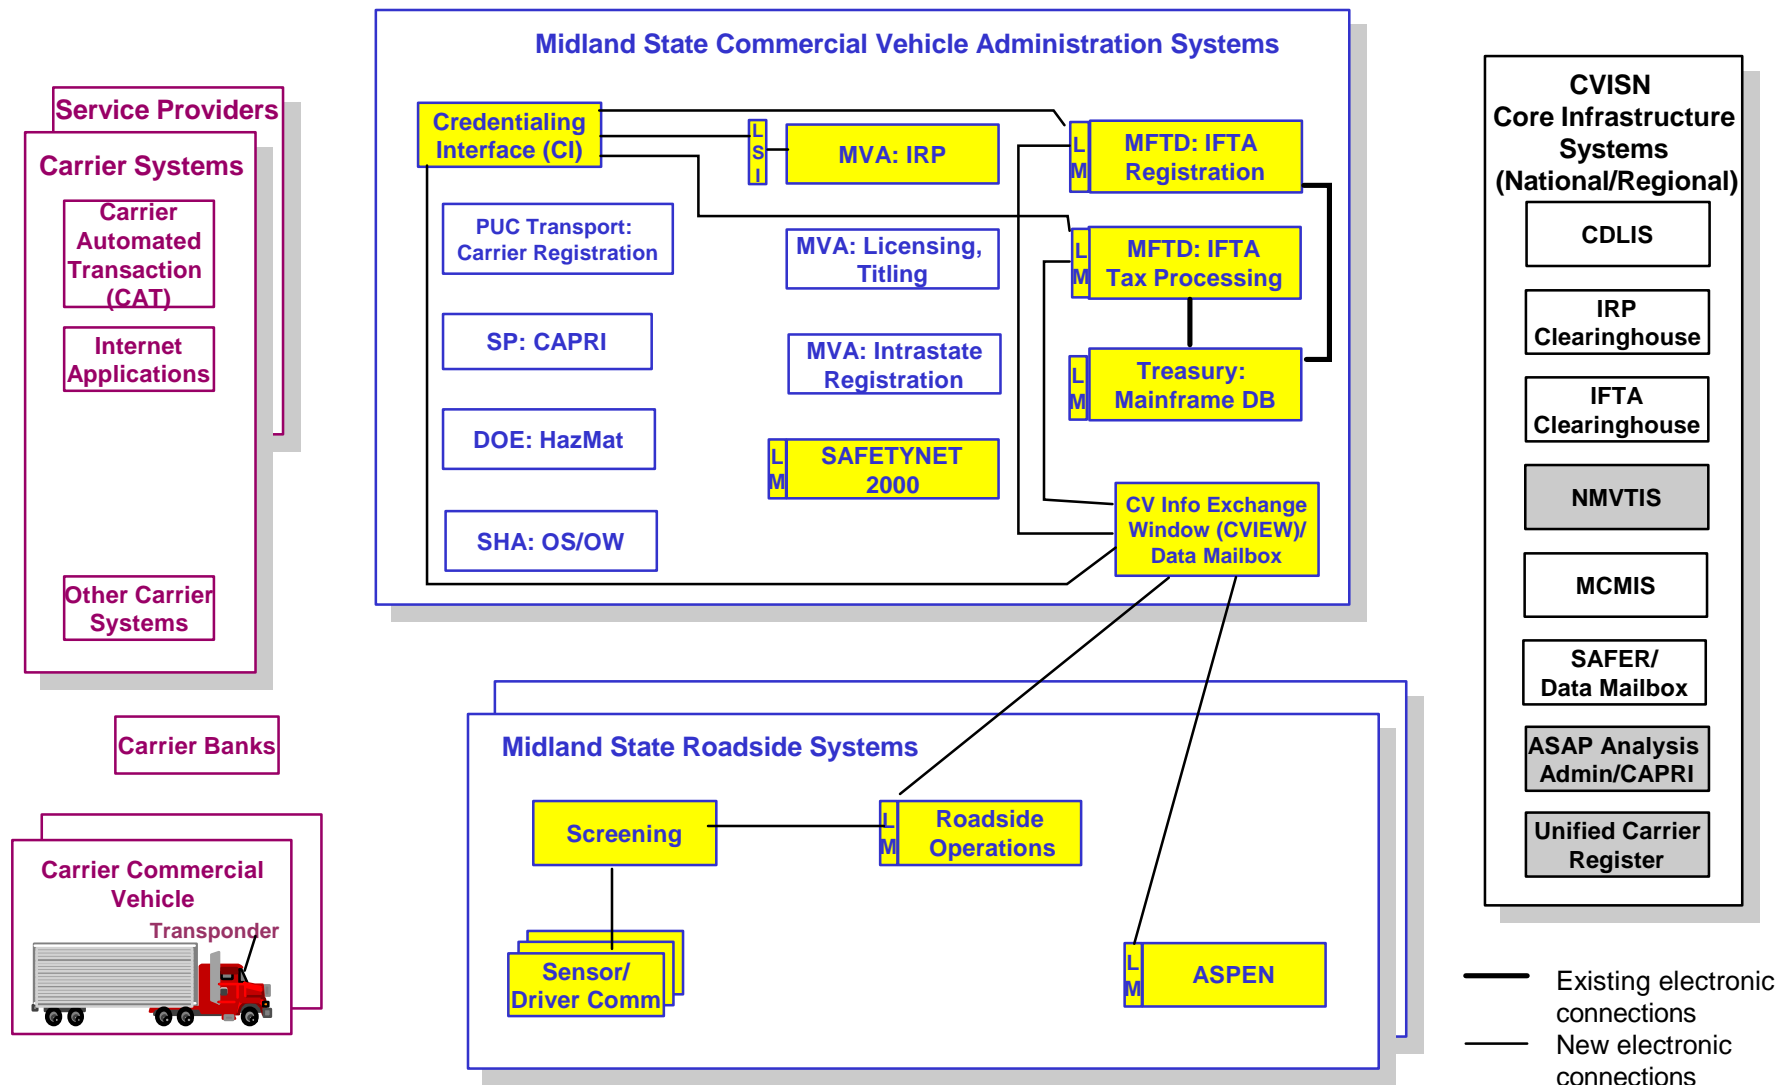 Midland State Commercial Vehicle Administration Systems
Service Providers
Carrier Systems
Carrier
Automated
Transaction
(CAT)
Internet
Applications
Other Carrier
Systems
Carrier Banks
Carrier Commercial
Vehicle
Transponder
Credentialing
Interface (CI)
L
S
I
MVA: IRP
L
M
MFTD: IFTA
Registration
PUC Transport:
Carrier Registration
MVA: Licensing,
Titling
L
M
MFTD: IFTA
Tax Processing
SP: CAPRI
MVA: Intrastate
Registration
L
M
Treasury:
Mainframe DB
DOE: HazMat
L
M
SAFETYNET
2000
SHA: OS/OW
CV Info Exchange
Window (CVIEW)/
Data Mailbox
Midland State Roadside Systems
Screening
L
M
Roadside
Operations
Sensor/
Driver Comm
L
M
ASPEN
CVISN
Core Infrastructure
Systems
(National/Regional)
CDLIS
IRP
Clearinghouse
IFTA
Clearinghouse
NMVTIS
MCMIS
SAFER/
Data Mailbox
ASAP Analysis
Admin/CAPRI
Unified Carrier
Register
Existing electronic
connections
New electronic
connections